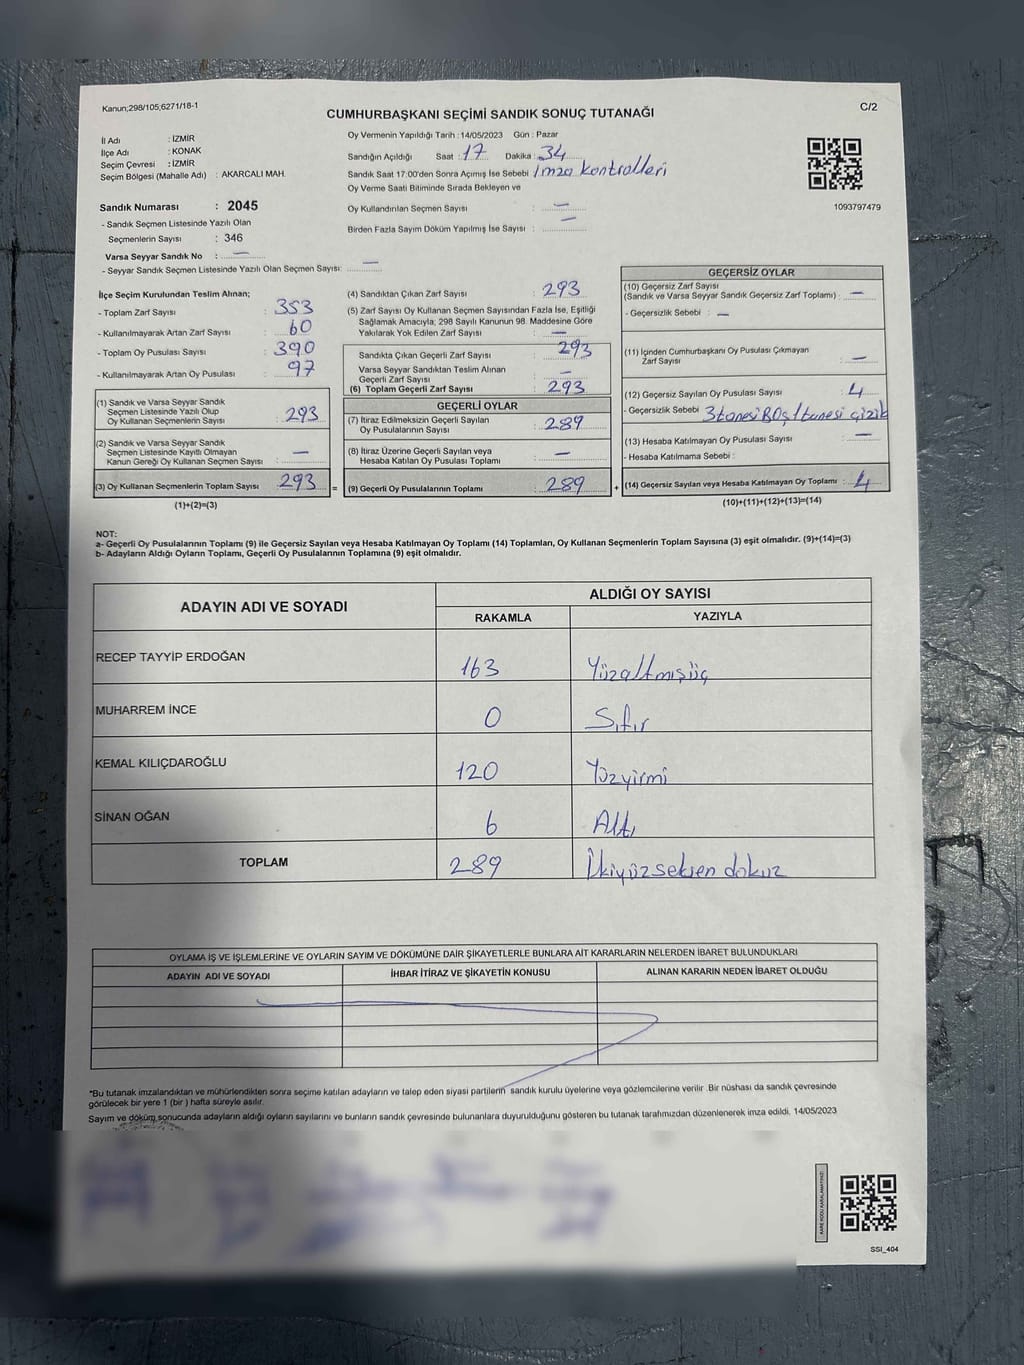 Kanun;298/105,6271/18-1
C/2
CUMHURBAŞKANI SEÇİMİ SANDIK SONUÇ TUTANAĞI
İl Adı : İZMİR
İlçe Adı : KONAK
Seçim Çevresi : İZMİR
Seçim Bölgesi (Mahalle Adı) : AKARCALI MAH.
Oy Vermenin Yapıldığı Tarih : 14/05/2023 Gün : Pazar
Sandığın Açıldığı Saat : 17 Dakika : 34
Sandık Saat 17:00'den Sonra Açımış İse Sebebi İmza kontrolleri
Oy Verme Saati Bitiminde Sırada Bekleyen ve
Oy Kullandırılan Seçmen Sayısı : —
Birden Fazla Sayım Döküm Yapılmış İse Sayısı : —
1093797479
Sandık Numarası : 2045
- Sandık Seçmen Listesinde Yazılı Olan
Seçmenlerin Sayısı : 346
Varsa Seyyar Sandık No : —
- Seyyar Sandık Seçmen Listesinde Yazılı Olan Seçmen Sayısı: —
İlçe Seçim Kurulundan Teslim Alınan;
- Toplam Zarf Sayısı : 353
- Kullanılmayarak Artan Zarf Sayısı : 60
- Toplam Oy Pusulası Sayısı : 390
- Kullanılmayarak Artan Oy Pusulası : 97
(1) Sandık ve Varsa Seyyar Sandık
Seçmen Listesinde Yazılı Olup
Oy Kullanan Seçmenlerin Sayısı : 293
(2) Sandık ve Varsa Seyyar Sandık
Seçmen Listesinde Kayıtlı Olmayan
Kanun Gereği Oy Kullanan Seçmen Sayısı : —
(3) Oy Kullanan Seçmenlerin Toplam Sayısı : 293 =
(1)+(2)=(3)
(4) Sandıktan Çıkan Zarf Sayısı : 293
(5) Zarf Sayısı Oy Kullanan Seçmen Sayısından Fazla İse, Eşitliği
Sağlamak Amacıyla, 298 Sayılı Kanunun 98. Maddesine Göre
Yakılarak Yok Edilen Zarf Sayısı : —
Sandıkta Çıkan Geçerli Zarf Sayısı : 293
Varsa Seyyar Sandıktan Teslim Alınan
Geçerli Zarf Sayısı : —
(6) Toplam Geçerli Zarf Sayısı : 293
GEÇERLİ OYLAR
(7) İtiraz Edilmeksizin Geçerli Sayılan
Oy Pusulalarının Sayısı : 289
(8) İtiraz Üzerine Geçerli Sayılan veya
Hesaba Katılan Oy Pusulası Toplamı : —
(9) Geçerli Oy Pusulalarının Toplamı : 289 +
GEÇERSİZ OYLAR
(10) Geçersiz Zarf Sayısı
(Sandık ve Varsa Seyyar Sandık Geçersiz Zarf Toplamı) : —
- Geçersizlik Sebebi : —
(11) İçinden Cumhurbaşkanı Oy Pusulası Çıkmayan
Zarf Sayısı : —
(12) Geçersiz Sayılan Oy Pusulası Sayısı : 4
- Geçersizlik Sebebi 3tanesi Boş 1tanesi çizik
(13) Hesaba Katılmayan Oy Pusulası Sayısı : —
- Hesaba Katılmama Sebebi :
(14) Geçersiz Sayılan veya Hesaba Katılmayan Oy Toplamı : 4
(10)+(11)+(12)+(13)=(14)
NOT:
a- Geçerli Oy Pusulalarının Toplamı (9) ile Geçersiz Sayılan veya Hesaba Katılmayan Oy Toplamı (14) Toplamları, Oy Kullanan Seçmenlerin Toplam Sayısına (3) eşit olmalıdır. (9)+(14)=(3)
b- Adayların Aldığı Oyların Toplamı, Geçerli Oy Pusulalarının Toplamına (9) eşit olmalıdır.
ADAYIN ADI VE SOYADI ALDIĞI OY SAYISI
RAKAMLA YAZIYLA
RECEP TAYYİP ERDOĞAN 163 Yüzaltmışüç
MUHARREM İNCE 0 Sıfır
KEMAL KILIÇDAROĞLU 120 Yüzyirmi
SİNAN OĞAN 6 Altı
TOPLAM 289 İkiyüzseksen dokuz
OYLAMA İŞ VE İŞLEMLERİNE VE OYLARIN SAYIM VE DÖKÜMÜNE DAİR ŞİKAYETLERLE BUNLARA AİT KARARLARIN NELERDEN İBARET BULUNDUKLARI
ADAYIN ADI VE SOYADI İHBAR İTİRAZ VE ŞİKAYETİN KONUSU ALINAN KARARIN NEDEN İBARET OLDUĞU
*Bu tutanak imzalandıktan ve mühürlendikten sonra seçime katılan adayların ve talep eden siyasi partilerin sandık kurulu üyelerine veya gözlemcilerine verilir .Bir nüshası da sandık çevresinde
görülecek bir yere 1 (bir ) hafta süreyle asılır.
Sayım ve döküm sonucunda adayların aldığı oyların sayılarını ve bunların sandık çevresinde bulunanlara duyurulduğunu gösteren bu tutanak tarafımızdan düzenlenerek imza edildi. 14/05/2023
SSI_404